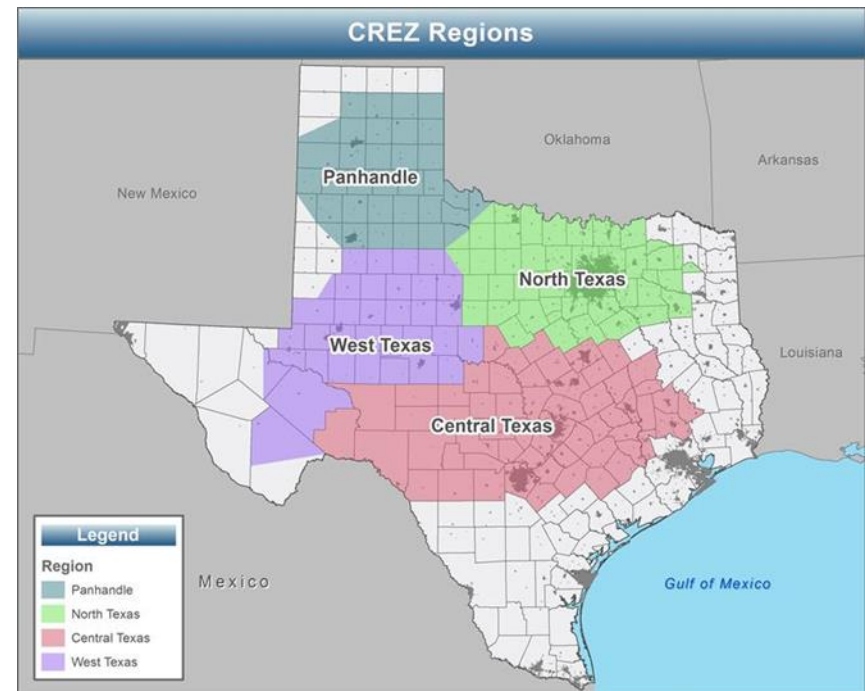 CREZ Regions
Oklahoma
Arkansas
New Mexico
Panhandle
North Texas
West Texas
Louisiana
Central Texas
Legend
Region
Panhandle
North Texas
Central Texas
West Texas
Mexico
Gulf of Mexico